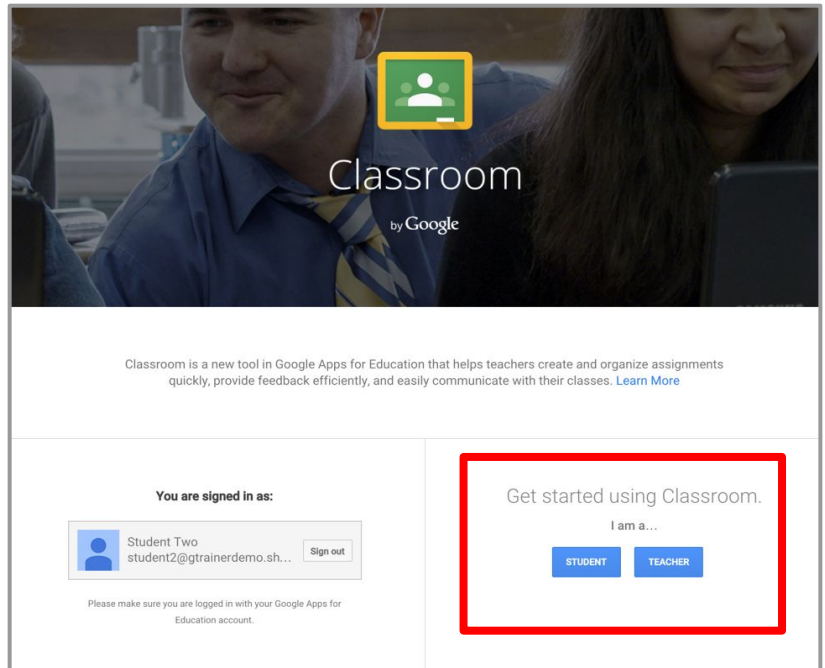 Classroom
by Google
Classroom is a new tool in Google Apps for Education that helps teachers create and organize assignments
quickly, provide feedback efficiently, and easily communicate with their classes. Learn More
You are signed in as:
Student Two
student2@gtrainerdemo.sh...
Sign out
Please make sure you are logged in with your Google Apps for
Education account.
Get started using Classroom.
I am a...
STUDENT
TEACHER